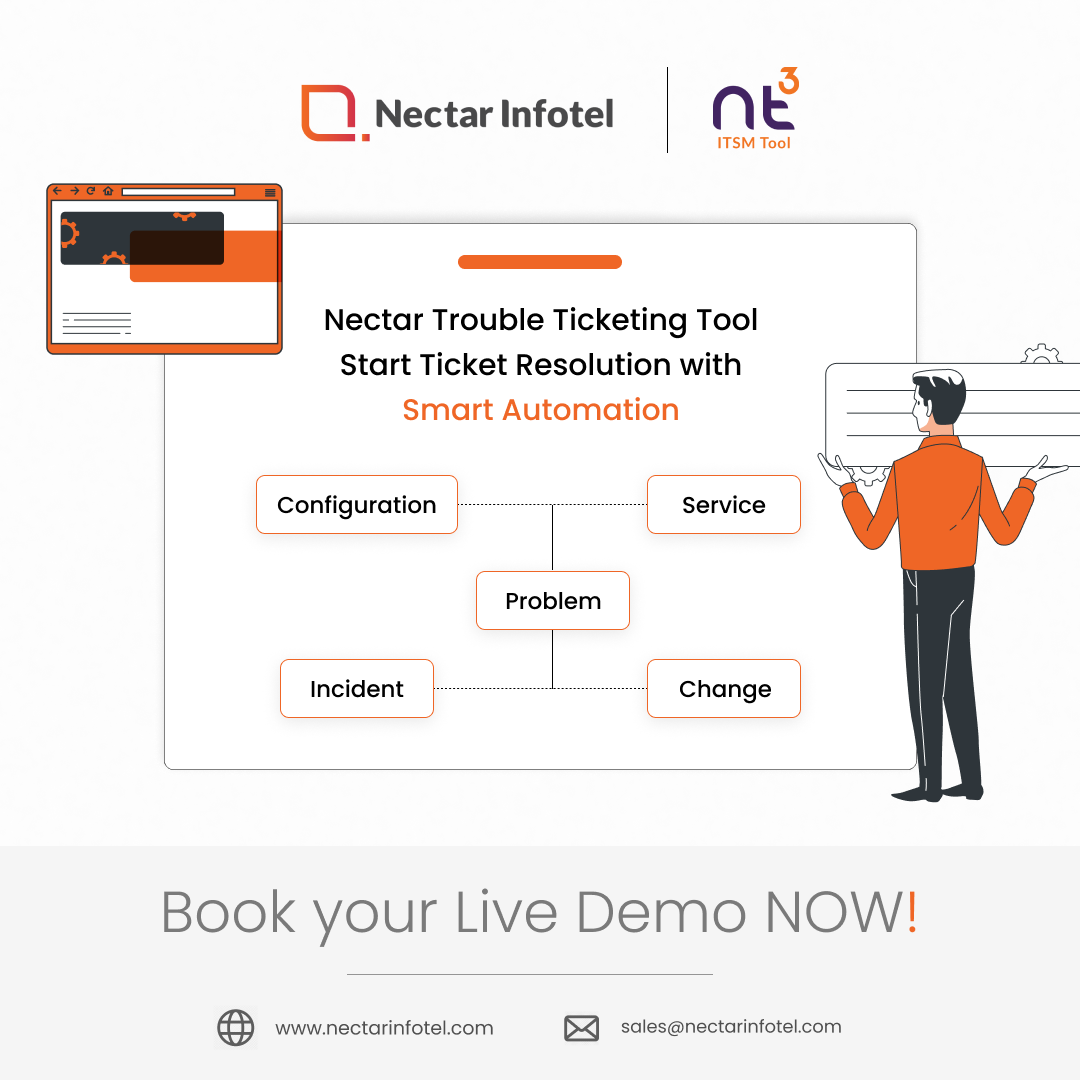 Nectar Infotel
nt3
ITSM Tool
Nectar Trouble Ticketing Tool
Start Ticket Resolution with
Smart Automation
Configuration
Service
Problem
Incident
Change
Book your Live Demo NOW!
www.nectarinfotel.com
sales@nectarinfotel.com